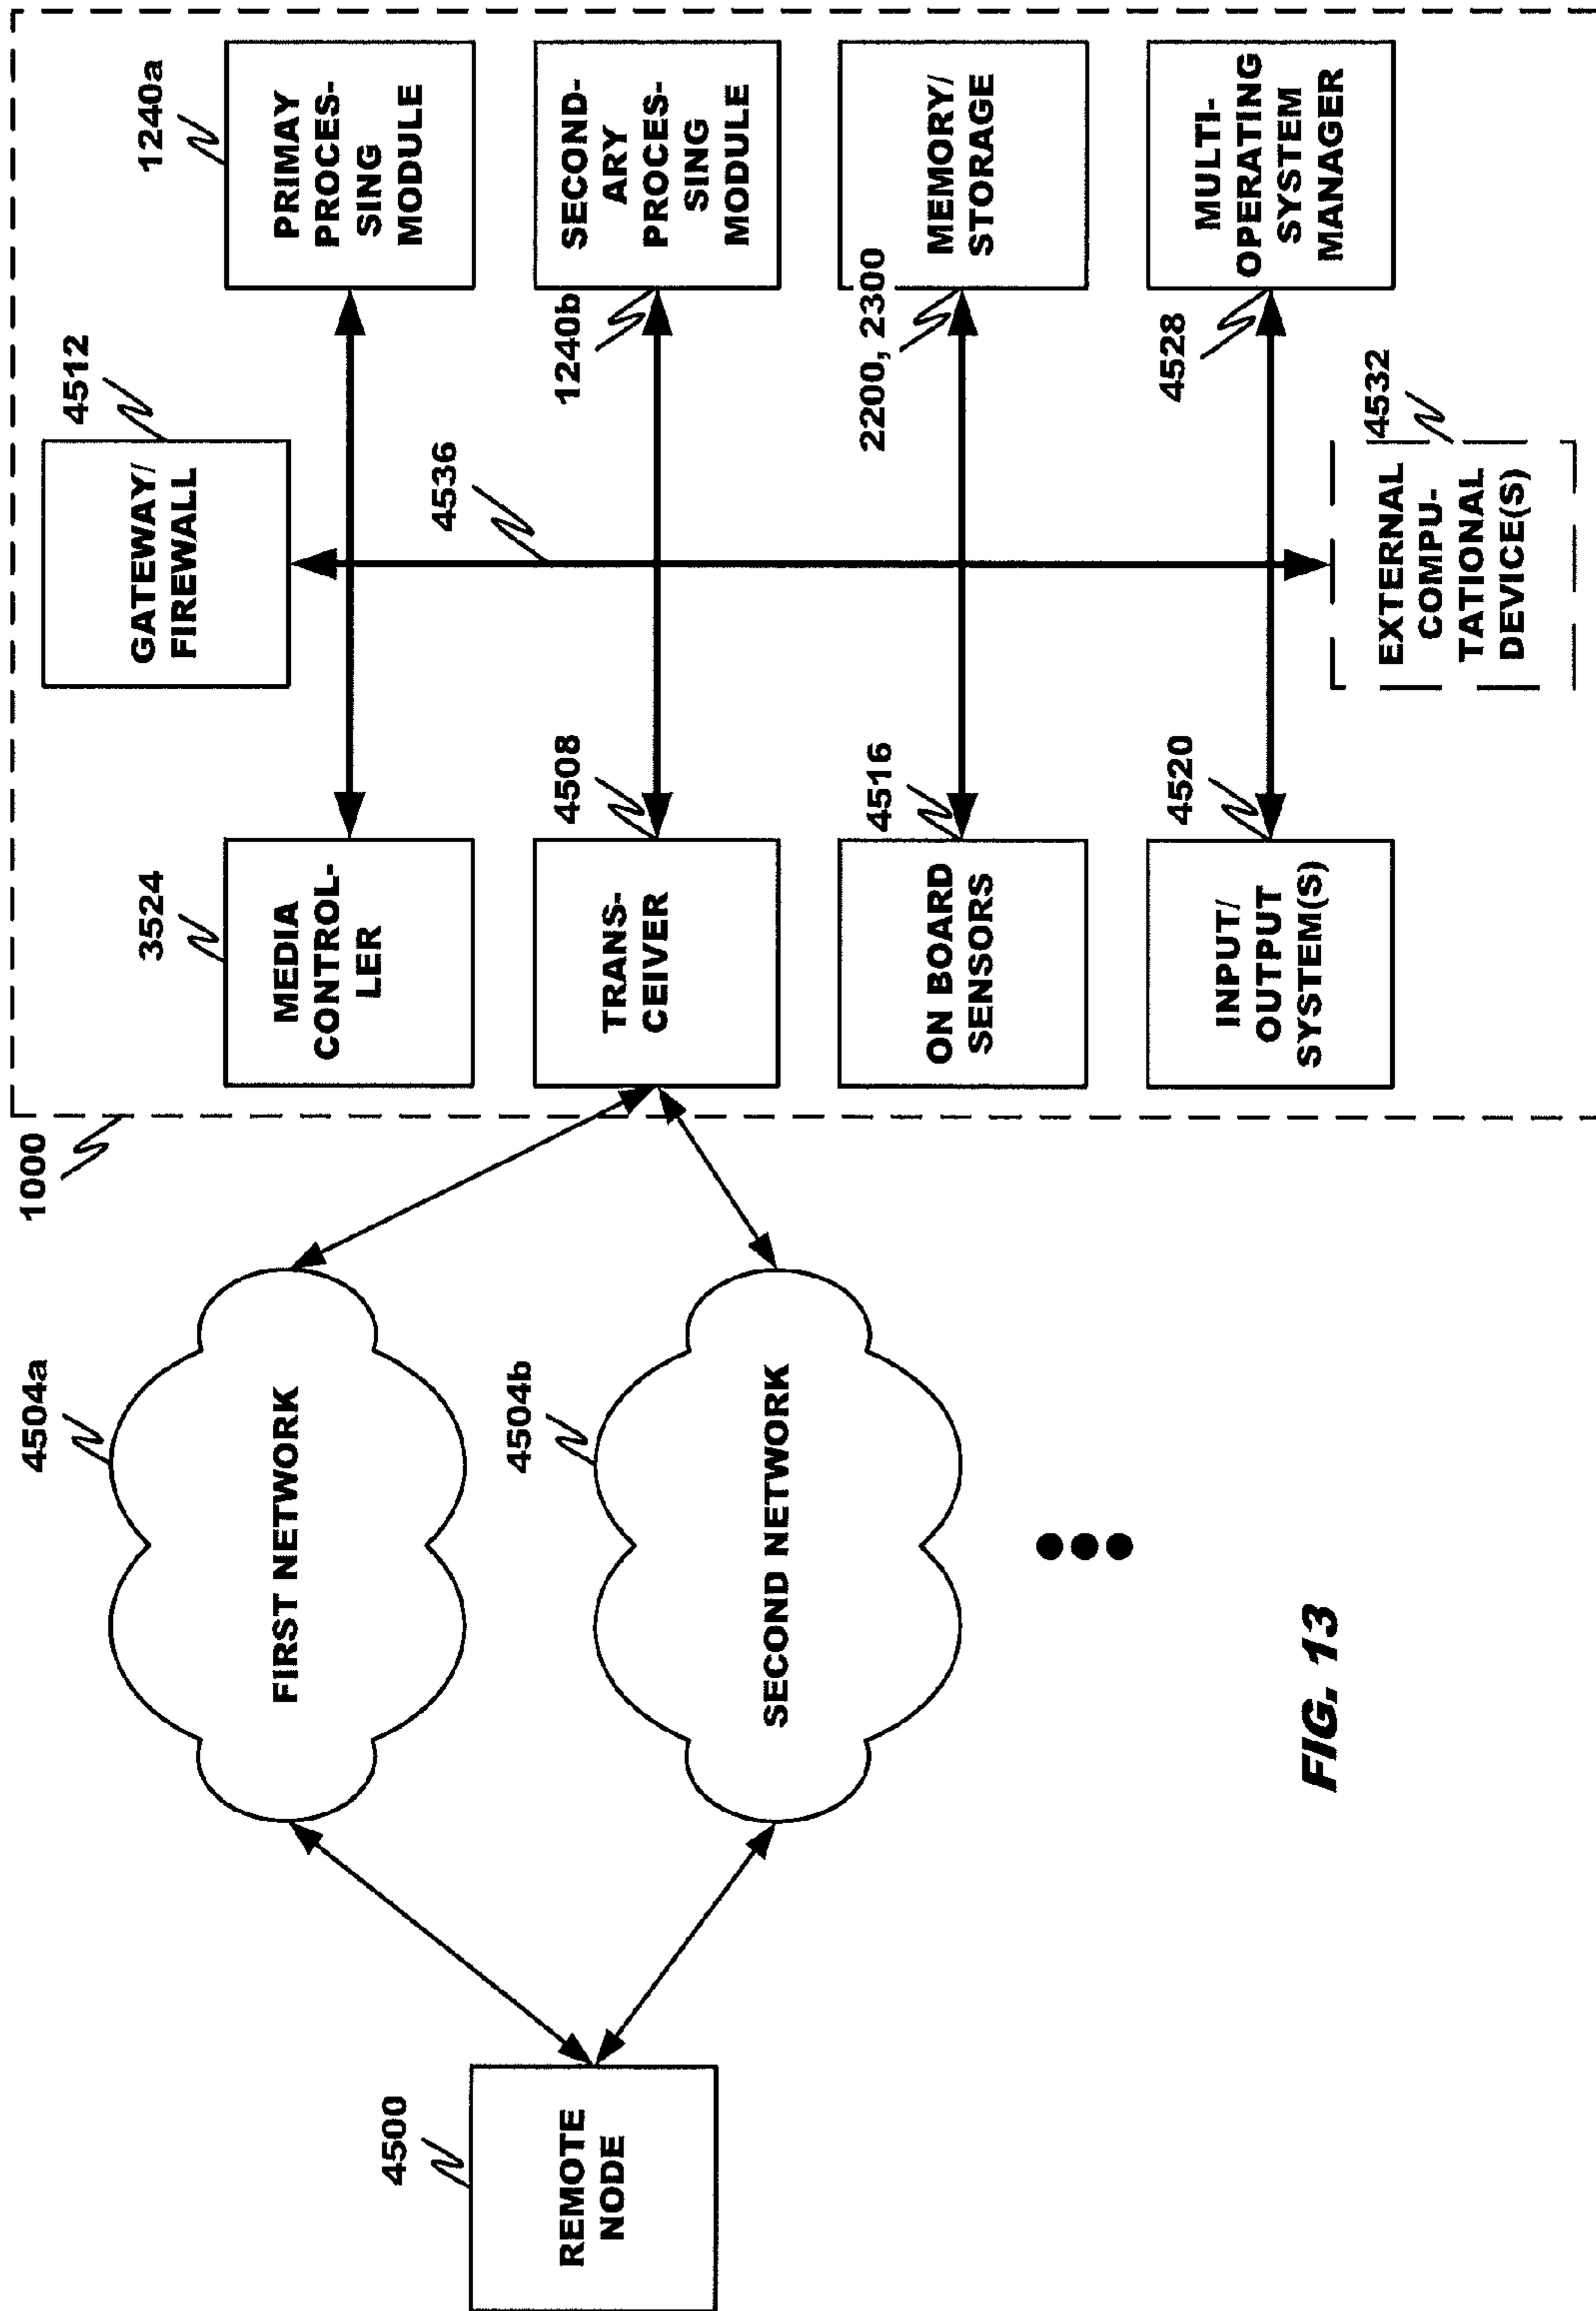 1000
4512
GATEWAY/
FIREWALL
3524
MEDIA
CONTROL-
LER
1240a
PRIMAY
PROCES-
SING
MODULE
4536
4504a
FIRST NETWORK
4500
REMOTE
NODE
4504b
SECOND NETWORK
4508
TRANS-
CEIVER
1240b
SECOND-
ARY
PROCES-
SING
MODULE
4516
ON BOARD
SENSORS
2200, 2300
MEMORY/
STORAGE
4520
INPUT/
OUTPUT
SYSTEM(S)
4528
MULTI-
OPERATING
SYSTEM
MANAGER
4532
EXTERNAL
COMPU-
TATIONAL
DEVICE(S)
FIG. 13